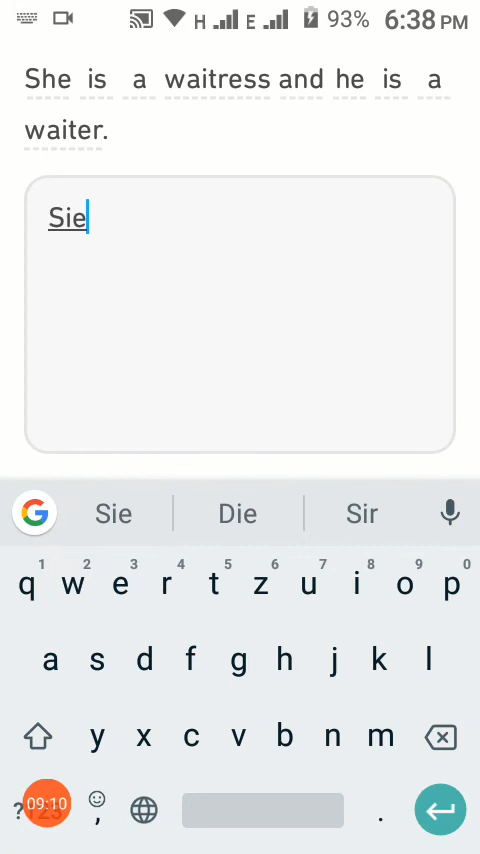 H E 93% 6:38 PM
She is a waitress and he is a
waiter.
Sie
Sie Die Sir
1 2 3 4 5 6 7 8 9 0
q w e r t z u i o p
a s d f g h j k l
y x c v b n m
?123 09:10 , .